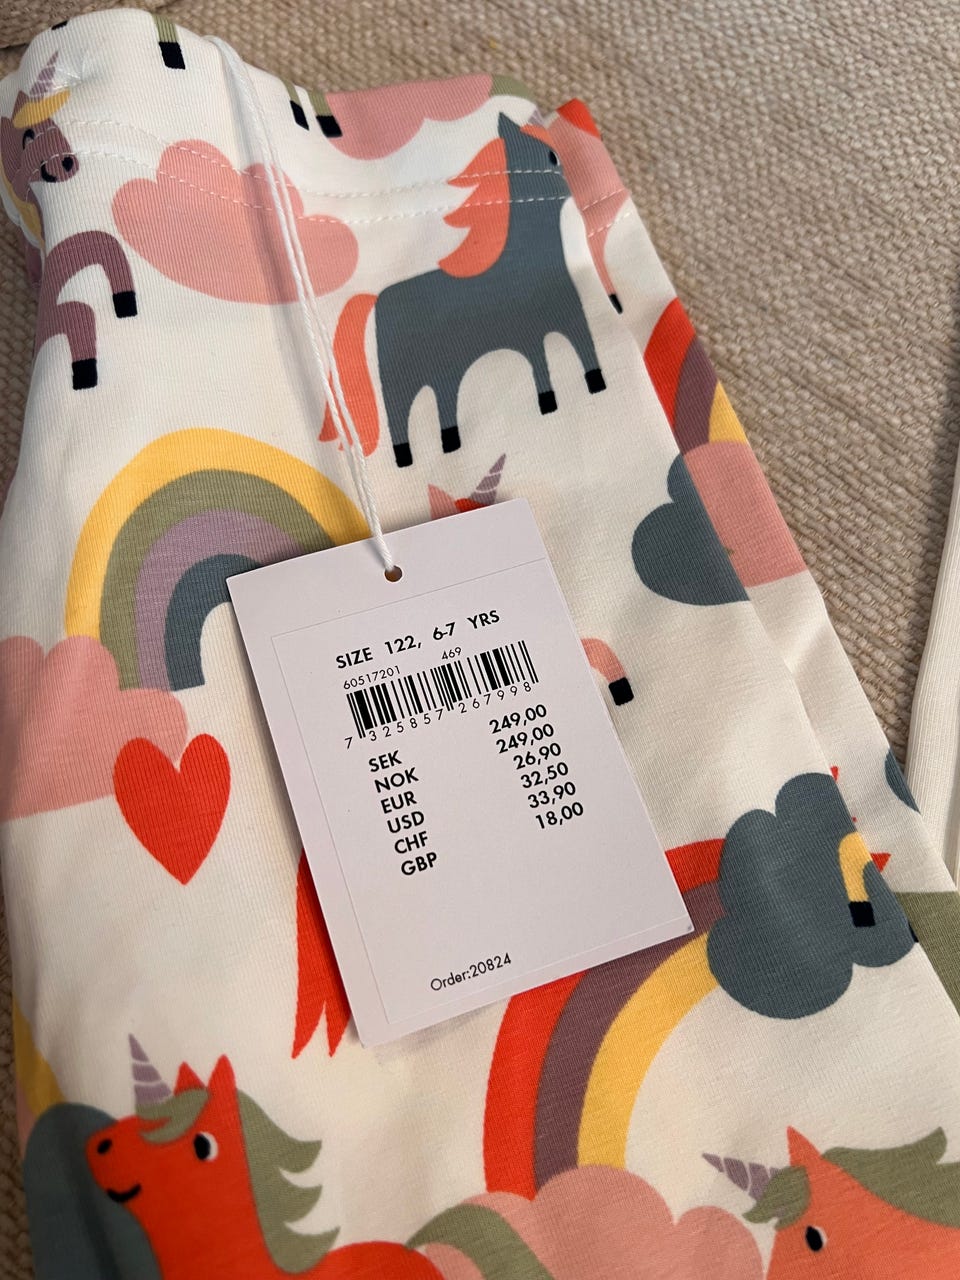 SIZE 122, 6-7 YRS
60517201 469
7 325857 267998
SEK 249,00
NOK 249,00
EUR 26,90
USD 32,50
CHF 33,90
GBP 18,00
Order:20824